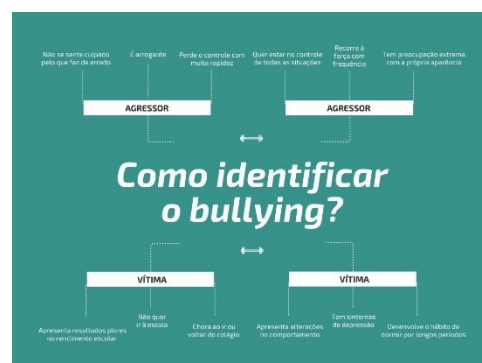 Não se sente culpado
pelo que faz de errado
É arrogante
Perde o controle com
muita rapidez
Quer estar no controle
de todas as situações
Recorre à
força com
frequência
Tem preocupação extrema
com a própria aparência
AGRESSOR
AGRESSOR
Como identificar
o bullying?
VÍTIMA
VÍTIMA
Apresenta resultados piores
no rendimento escolar
Não quer
ir à escola
Chora ao ir ou
voltar do colégio
Apresenta alterações
no comportamento
Tem sintomas
de depressão
Desenvolve o hábito de
dormir por longos períodos